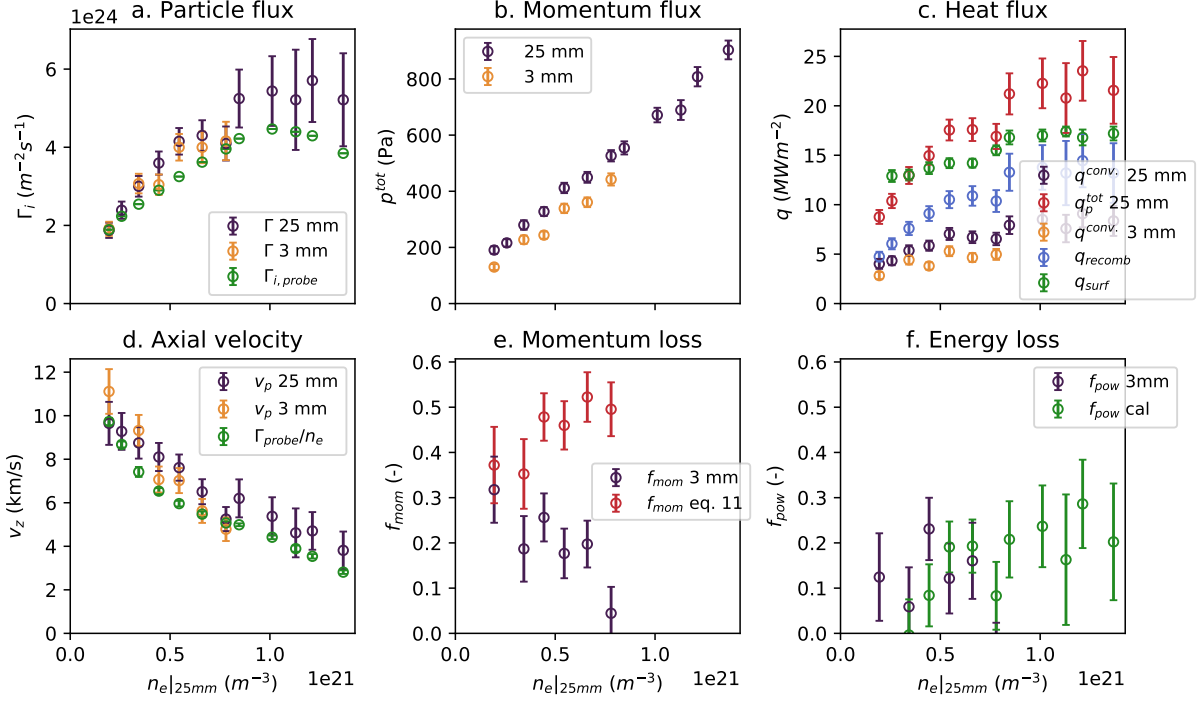 a. Particle flux
1e24
6
4
2
0
Γᵢ (m⁻²s⁻¹)
Γ 25 mm
Γ 3 mm
Γᵢ,probe
b. Momentum flux
800
600
400
200
0
pᵗᵒᵗ (Pa)
25 mm
3 mm
c. Heat flux
25
20
15
10
5
0
q (MWm⁻²)
q^conv. 25 mm
q_p^tot 25 mm
q^conv. 3 mm
q_recomb
q_surf
d. Axial velocity
12
10
8
6
4
2
0
v_z (km/s)
v_p 25 mm
v_p 3 mm
Γ_probe/n_e
0.0 0.5 1.0
1e21
n_e|25mm (m⁻³)
e. Momentum loss
0.6
0.5
0.4
0.3
0.2
0.1
0.0
f_mom (-)
f_mom 3 mm
f_mom eq. 11
0.0 0.5 1.0
1e21
n_e|25mm (m⁻³)
f. Energy loss
0.6
0.5
0.4
0.3
0.2
0.1
0.0
f_pow (-)
f_pow 3mm
f_pow cal
0.0 0.5 1.0
1e21
n_e|25mm (m⁻³)